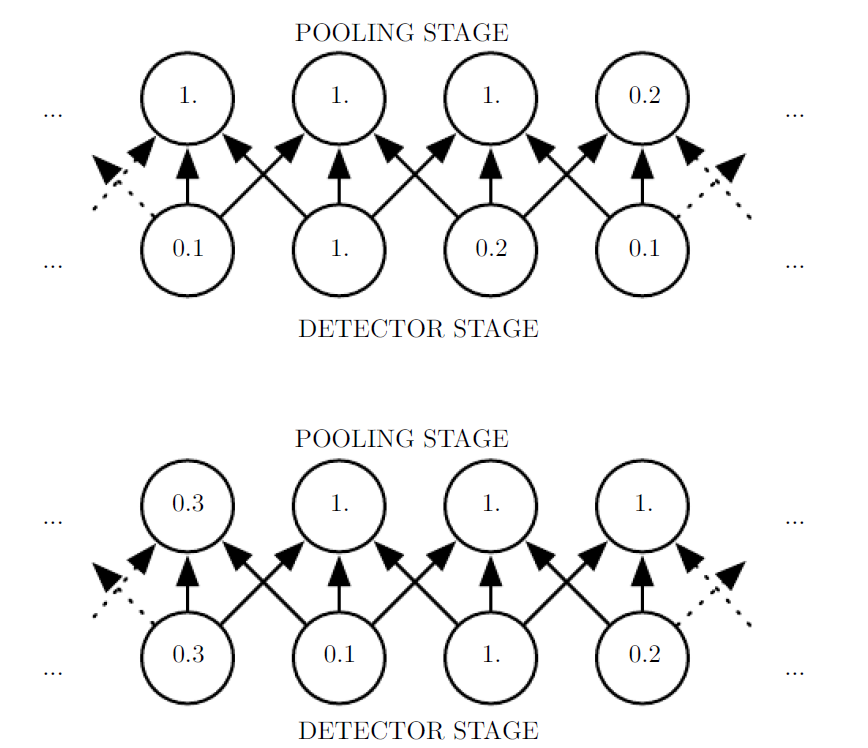 POOLING STAGE
... 1. 1. 1. 0.2 ...
... 0.1 1. 0.2 0.1 ...
DETECTOR STAGE
POOLING STAGE
... 0.3 1. 1. 1. ...
... 0.3 0.1 1. 0.2 ...
DETECTOR STAGE